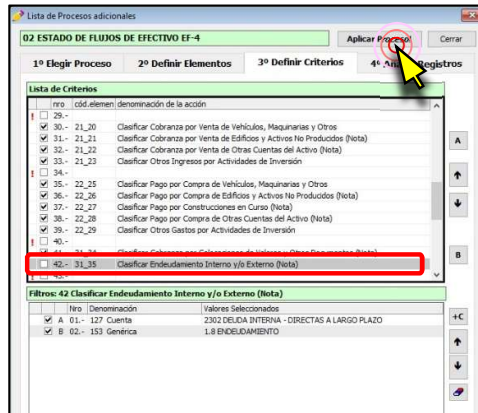 Lista de Procesos adicionales
02 ESTADO DE FLUJOS DE EFECTIVO EF-4
Aplicar Proceso
Cerrar
1º Elegir Proceso
2º Definir Elementos
3º Definir Criterios
4º Registros
Lista de Criterios
nro cód.elemen denominación de la acción
! 29.-
30.- 21_20 Clasificar Cobranza por Venta de Vehículos, Maquinarias y Otros
31.- 21_21 Clasificar Cobranza por Venta de Edificios y Activos No Producidos (Nota)
32.- 21_22 Clasificar Cobranza por Venta de Otras Cuentas del Activo (Nota)
33.- 21_23 Clasificar Otros Ingresos por Actividades de Inversión
! 34.-
35.- 22_25 Clasificar Pago por Compra de Vehículos, Maquinarias y Otros
36.- 22_26 Clasificar Pago por Compra de Edificios y Activos No Producidos (Nota)
37.- 22_27 Clasificar Pago por Construcciones en Curso (Nota)
38.- 22_28 Clasificar Pago por Compra de Otras Cuentas del Activo (Nota)
39.- 22_29 Clasificar Otros Gastos por Actividades de Inversión
! 40.-
42.- 31_35 Clasificar Endeudamiento Interno y/o Externo (Nota)
A
B
Filtros: 42 Clasificar Endeudamiento Interno y/o Externo (Nota)
Nro Denominación Valores Seleccionados
A 01.- 127 Cuenta 2302 DEUDA INTERNA - DIRECTAS A LARGO PLAZO
B 02.- 153 Genérica 1.8 ENDEUDAMIENTO
+C